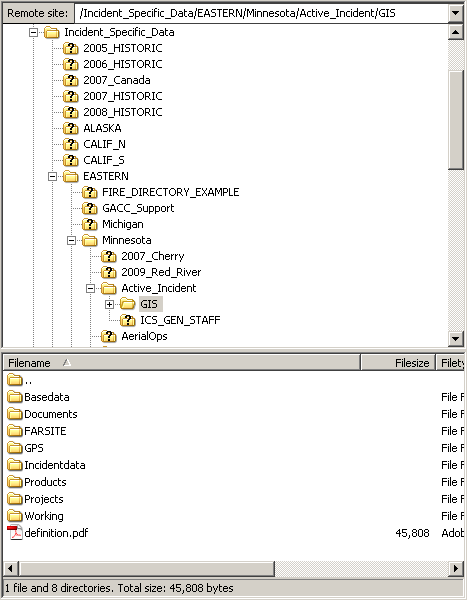 Remote site: /Incident_Specific_Data/EASTERN/Minnesota/Active_Incident/GIS
Incident_Specific_Data
2005_HISTORIC
2006_HISTORIC
2007_Canada
2007_HISTORIC
2008_HISTORIC
ALASKA
CALIF_N
CALIF_S
EASTERN
FIRE_DIRECTORY_EXAMPLE
GACC_Support
Michigan
Minnesota
2007_Cherry
2009_Red_River
Active_Incident
GIS
ICS_GEN_STAFF
AerialOps
Filename Filesize Filety
..
Basedata File F
Documents File F
FARSITE File F
GPS File F
Incidentdata File F
Products File F
Projects File F
Working File F
definition.pdf 45,808 Adob
1 file and 8 directories. Total size: 45,808 bytes